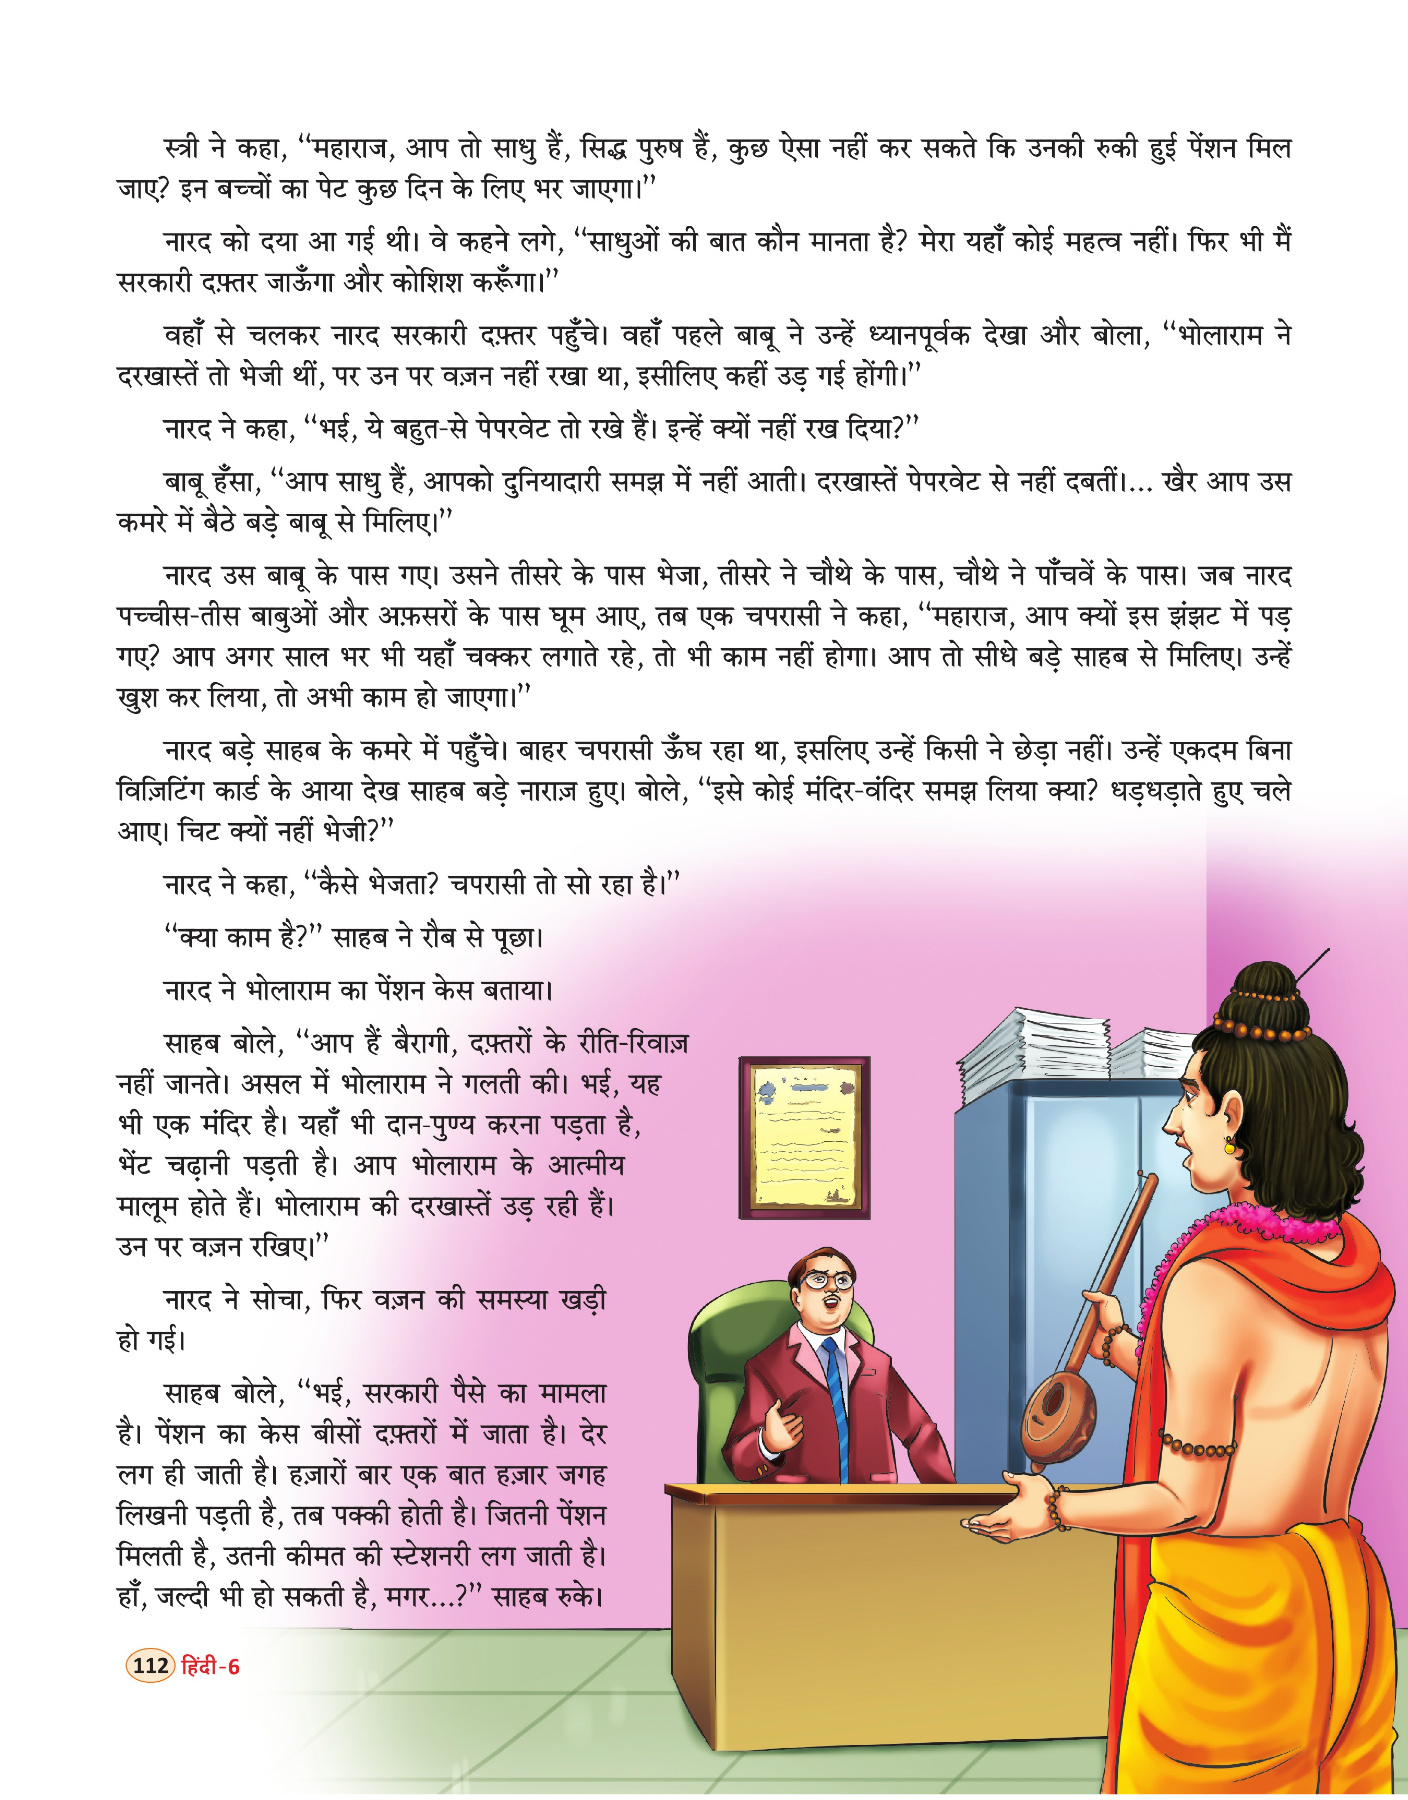 स्त्री ने कहा, “महाराज, आप तो साधु हैं, सिद्ध पुरुष हैं, कुछ ऐसा नहीं कर सकते कि उनकी रुकी हुई पेंशन मिल
जाए? इन बच्चों का पेट कुछ दिन के लिए भर जाएगा।”
नारद को दया आ गई थी। वे कहने लगे, “साधुओं की बात कौन मानता है? मेरा यहाँ कोई महत्व नहीं। फिर भी मैं
सरकारी दफ़्तर जाऊँगा और कोशिश करूँगा।”
वहाँ से चलकर नारद सरकारी दफ़्तर पहुँचे। वहाँ पहले बाबू ने उन्हें ध्यानपूर्वक देखा और बोला, “भोलाराम ने
दरखास्तें तो भेजी थीं, पर उन पर वज़न नहीं रखा था, इसीलिए कहीं उड़ गई होंगी।”
नारद ने कहा, “भई, ये बहुत-से पेपरवेट तो रखे हैं। इन्हें क्यों नहीं रख दिया?”
बाबू हँसा, “आप साधु हैं, आपको दुनियादारी समझ में नहीं आती। दरखास्तें पेपरवेट से नहीं दबतीं।... खैर आप उस
कमरे में बैठे बड़े बाबू से मिलिए।”
नारद उस बाबू के पास गए। उसने तीसरे के पास भेजा, तीसरे ने चौथे के पास, चौथे ने पाँचवें के पास। जब नारद
पच्चीस-तीस बाबुओं और अफ़सरों के पास घूम आए, तब एक चपरासी ने कहा, “महाराज, आप क्यों इस झंझट में पड़
गए? आप अगर साल भर भी यहाँ चक्कर लगाते रहे, तो भी काम नहीं होगा। आप तो सीधे बड़े साहब से मिलिए। उन्हें
खुश कर लिया, तो अभी काम हो जाएगा।”
नारद बड़े साहब के कमरे में पहुँचे। बाहर चपरासी ऊँघ रहा था, इसलिए उन्हें किसी ने छेड़ा नहीं। उन्हें एकदम बिना
विज़िटिंग कार्ड के आया देख साहब बड़े नाराज़ हुए। बोले, “इसे कोई मंदिर-वंदिर समझ लिया क्या? धड़धड़ाते हुए चले
आए। चिट क्यों नहीं भेजी?”
नारद ने कहा, “कैसे भेजता? चपरासी तो सो रहा है।”
“क्या काम है?” साहब ने रौब से पूछा।
नारद ने भोलाराम का पेंशन केस बताया।
साहब बोले, “आप हैं बैरागी, दफ़्तरों के रीति-रिवाज़
नहीं जानते। असल में भोलाराम ने गलती की। भई, यह
भी एक मंदिर है। यहाँ भी दान-पुण्य करना पड़ता है,
भेंट चढ़ानी पड़ती है। आप भोलाराम के आत्मीय
मालूम होते हैं। भोलाराम की दरखास्तें उड़ रही हैं।
उन पर वज़न रखिए।”
नारद ने सोचा, फिर वज़न की समस्या खड़ी
हो गई।
साहब बोले, “भई, सरकारी पैसे का मामला
है। पेंशन का केस बीसों दफ़्तरों में जाता है। देर
लग ही जाती है। हज़ारों बार एक बात हज़ार जगह
लिखनी पड़ती है, तब पक्की होती है। जितनी पेंशन
मिलती है, उतनी कीमत की स्टेशनरी लग जाती है।
हाँ, जल्दी भी हो सकती है, मगर...?” साहब रुके।
112 हिंदी-6